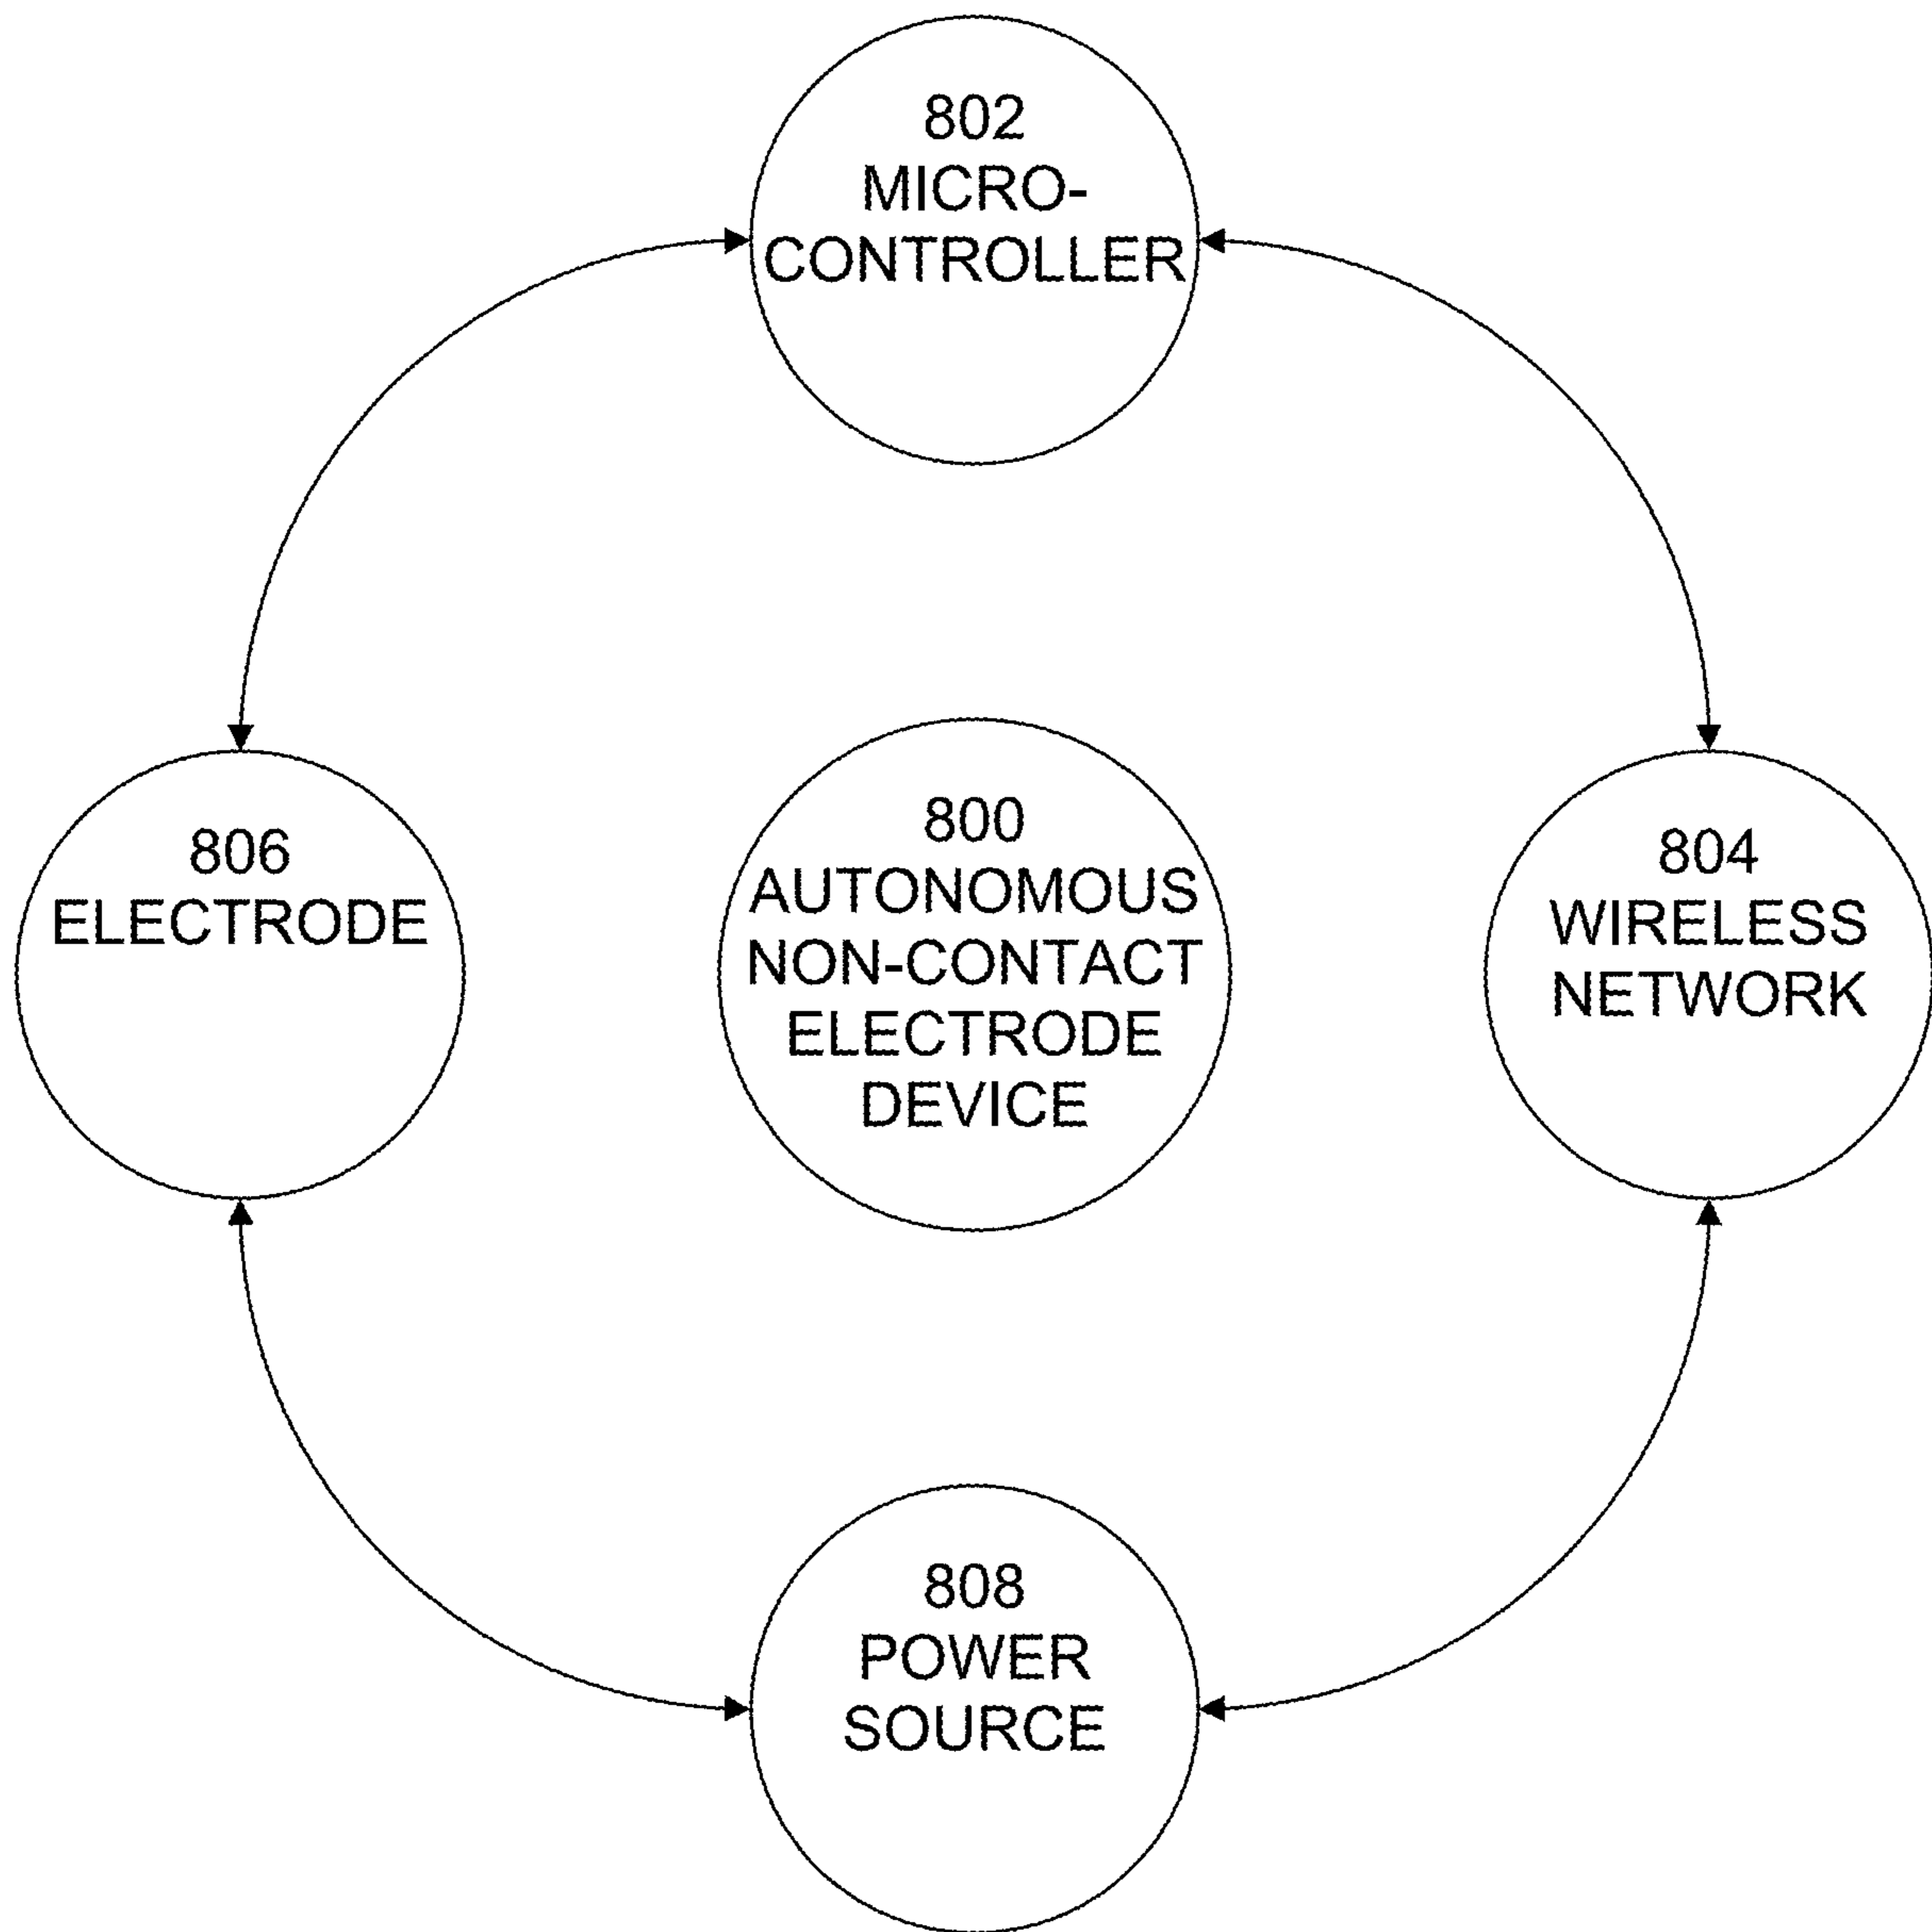 802
MICRO-
CONTROLLER
806
ELECTRODE
800
AUTONOMOUS
NON-CONTACT
ELECTRODE
DEVICE
804
WIRELESS
NETWORK
808
POWER
SOURCE